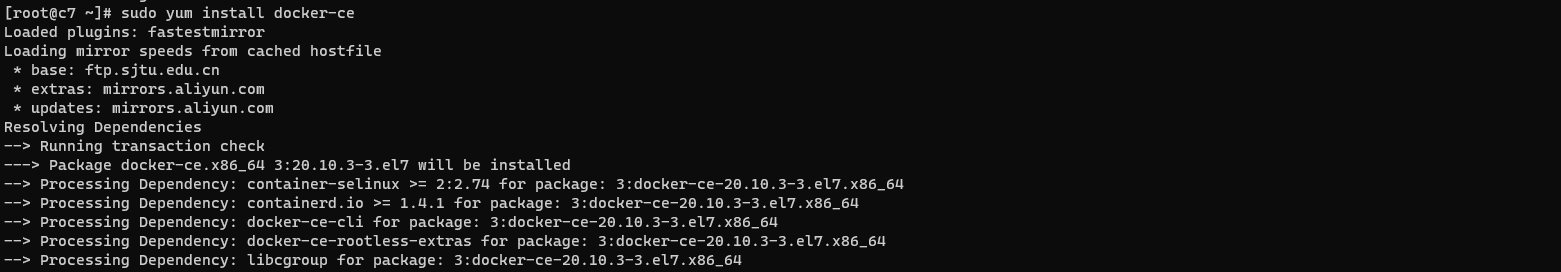 [root@c7 ~]# sudo yum install docker-ce
Loaded plugins: fastestmirror
Loading mirror speeds from cached hostfile
 * base: ftp.sjtu.edu.cn
 * extras: mirrors.aliyun.com
 * updates: mirrors.aliyun.com
Resolving Dependencies
--> Running transaction check
---> Package docker-ce.x86_64 3:20.10.3-3.el7 will be installed
--> Processing Dependency: container-selinux >= 2:2.74 for package: 3:docker-ce-20.10.3-3.el7.x86_64
--> Processing Dependency: containerd.io >= 1.4.1 for package: 3:docker-ce-20.10.3-3.el7.x86_64
--> Processing Dependency: docker-ce-cli for package: 3:docker-ce-20.10.3-3.el7.x86_64
--> Processing Dependency: docker-ce-rootless-extras for package: 3:docker-ce-20.10.3-3.el7.x86_64
--> Processing Dependency: libcgroup for package: 3:docker-ce-20.10.3-3.el7.x86_64